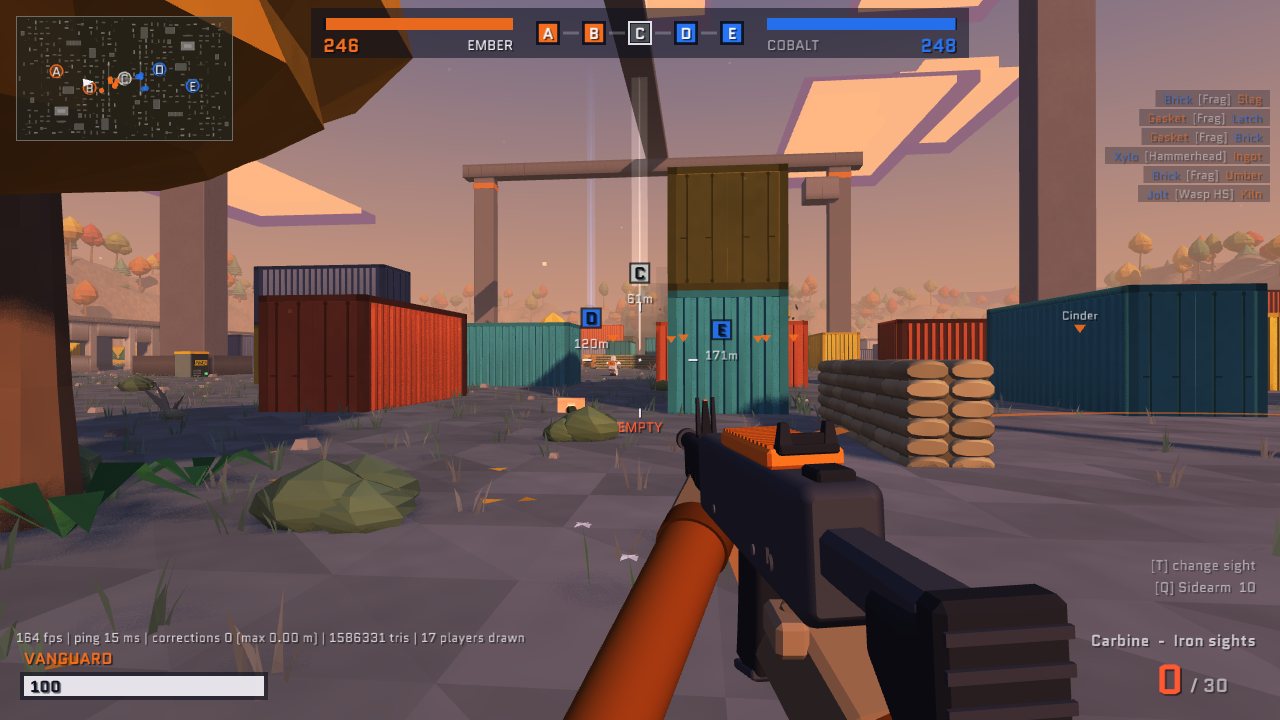 246 EMBER A B C D E COBALT 248
A B C D E
Brick [Frag] Slag
Gasket [Frag] Latch
Gasket [Frag] Brick
Xylo [Hammerhead] Ingot
Brick [Frag] Umber
Jolt [Wasp HS] Kiln
C
61m
D
120m
E
171m
Cinder
EMPTY
[T] change sight
[Q] Sidearm 10
164 fps | ping 15 ms | corrections 0 (max 0.00 m) | 1586331 tris | 17 players drawn
VANGUARD
100
Carbine - Iron sights
0 / 30